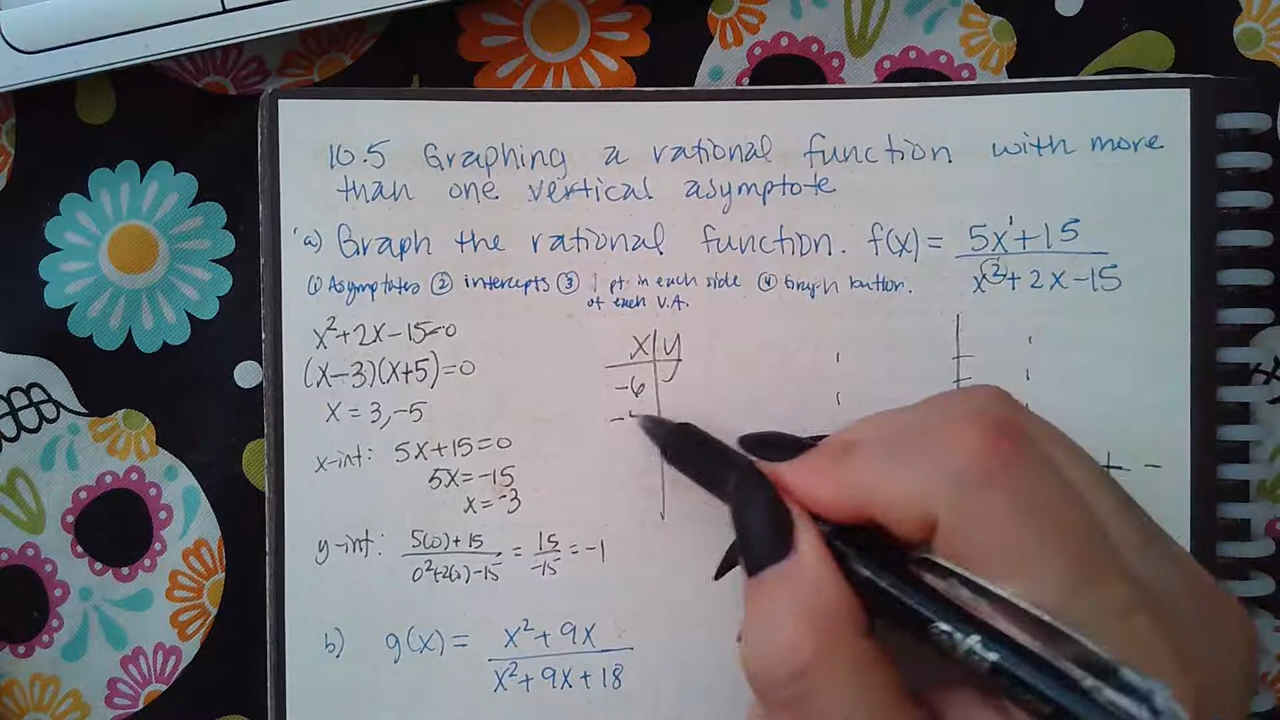 10.5 Graphing a rational function with more
than one vertical asymptote
a) Graph the rational function. f(x) = (5x¹+15)/(x²+2x-15)
① Asymptotes ② intercepts ③ 1 pt. in each side ④ Graph button.
of each V.A.
x²+2x-15=0
(x-3)(x+5)=0
x = 3, -5
x-int: 5x+15=0
5x=-15
x=-3
y-int: (5(0)+15)/(0²+2(0)-15) = 15/-15 = -1
x | y
-6
b) g(x) = (x²+9x)/(x²+9x+18)